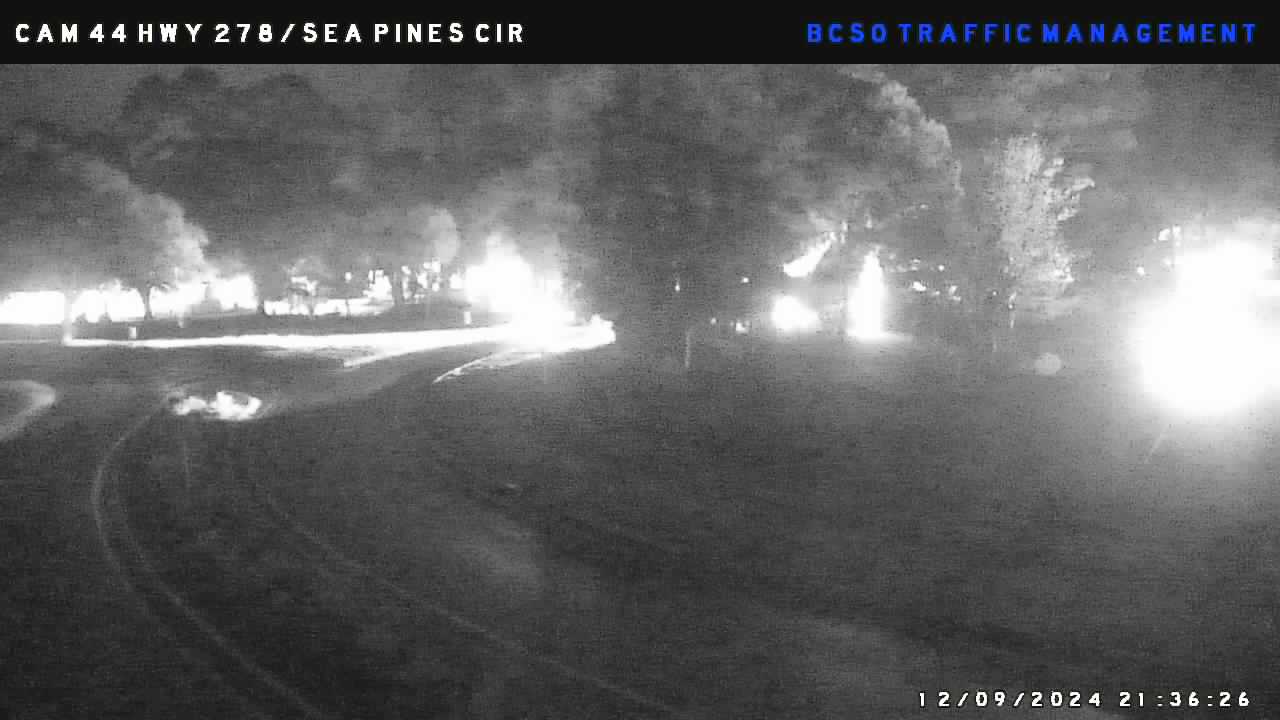 CAM 44 HWY 278/SEA PINES CIR
BCSO TRAFFIC MANAGEMENT
12/09/2024 21:36:26